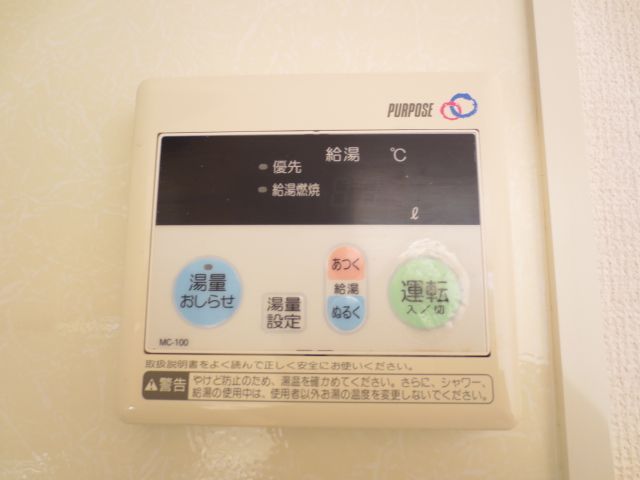 PURPOSE
給湯 ℃
優先
給湯燃焼
ℓ
湯量
おしらせ
湯量
設定
あつく
給湯
ぬるく
運転
入/切
MC-100
取扱説明書をよく読んで正しく安全にお使いください。
警告
やけど防止のため、湯温を確かめてください。さらに、シャワー、
給湯の使用中は、使用者以外お湯の温度を変更しないでください。